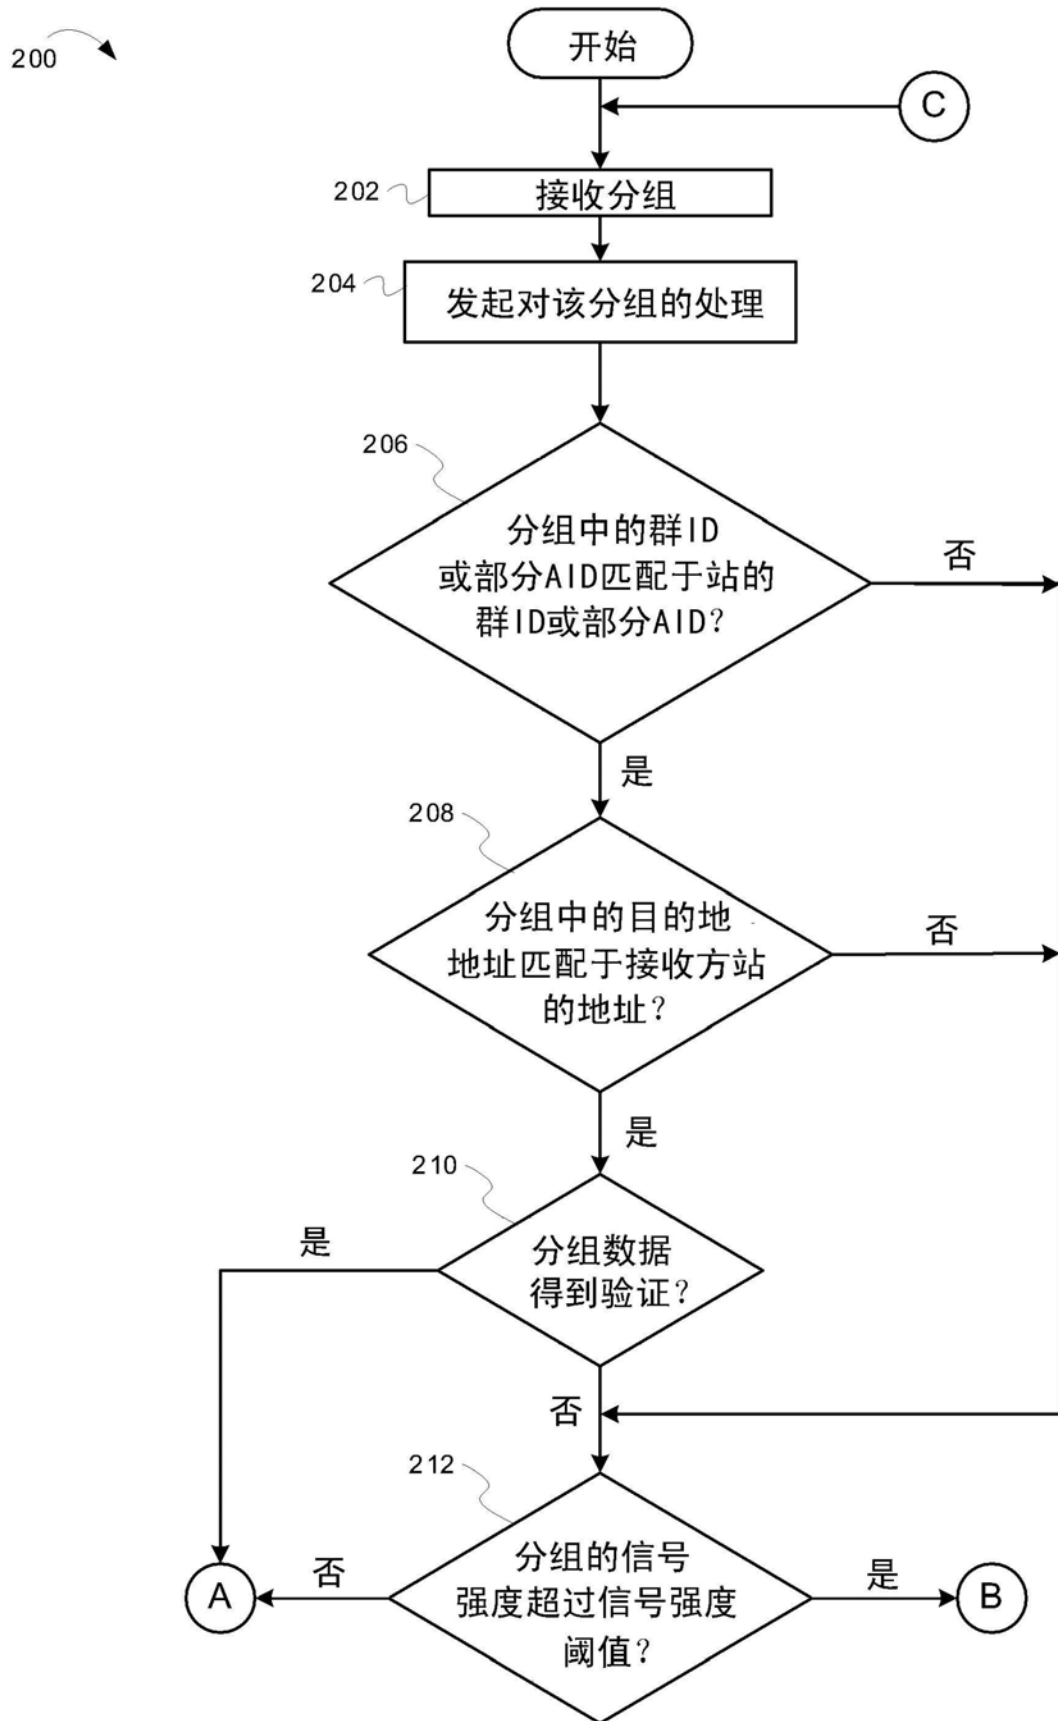 200
开始
C
202
接收分组
204
发起对该分组的处理
206
分组中的群ID
或部分AID匹配于站的
群ID或部分AID?
否
是
208
分组中的目的地
地址匹配于接收方站
的地址?
否
是
210
是
分组数据
得到验证?
否
212
分组的信号
强度超过信号强度
阈值?
A
否
是
B